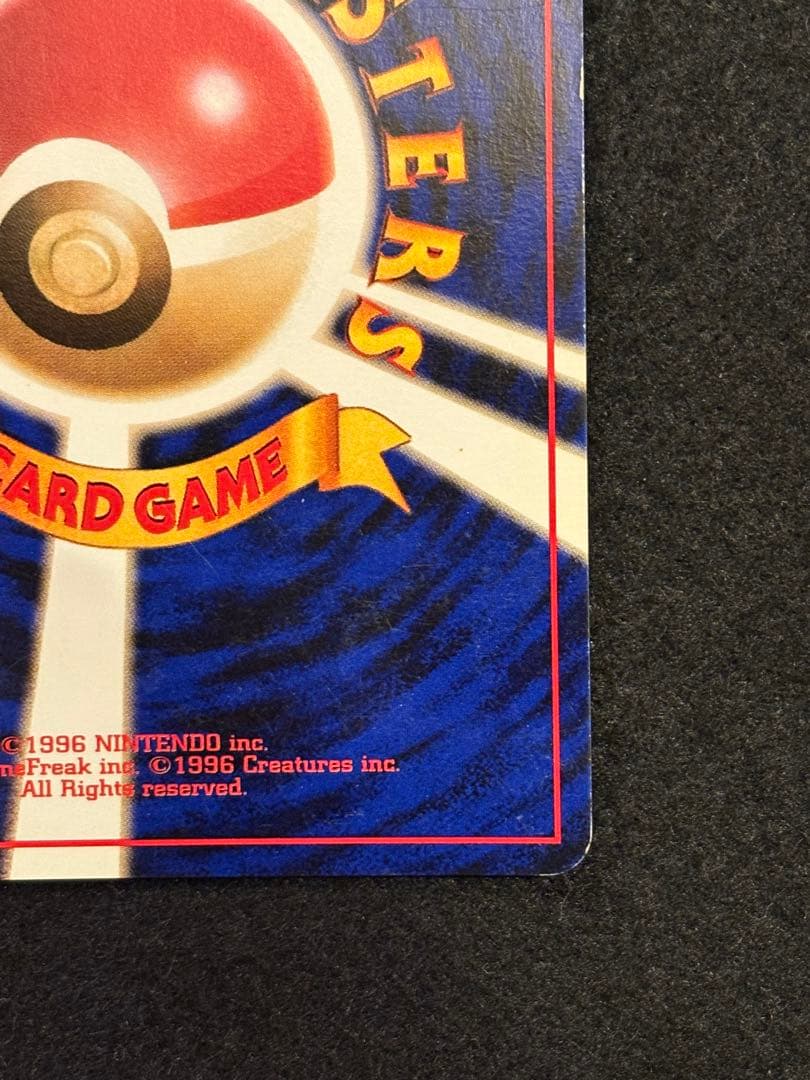 STERS
CARD GAME
©1996 NINTENDO inc.
neFreak inc. ©1996 Creatures inc.
All Rights reserved.